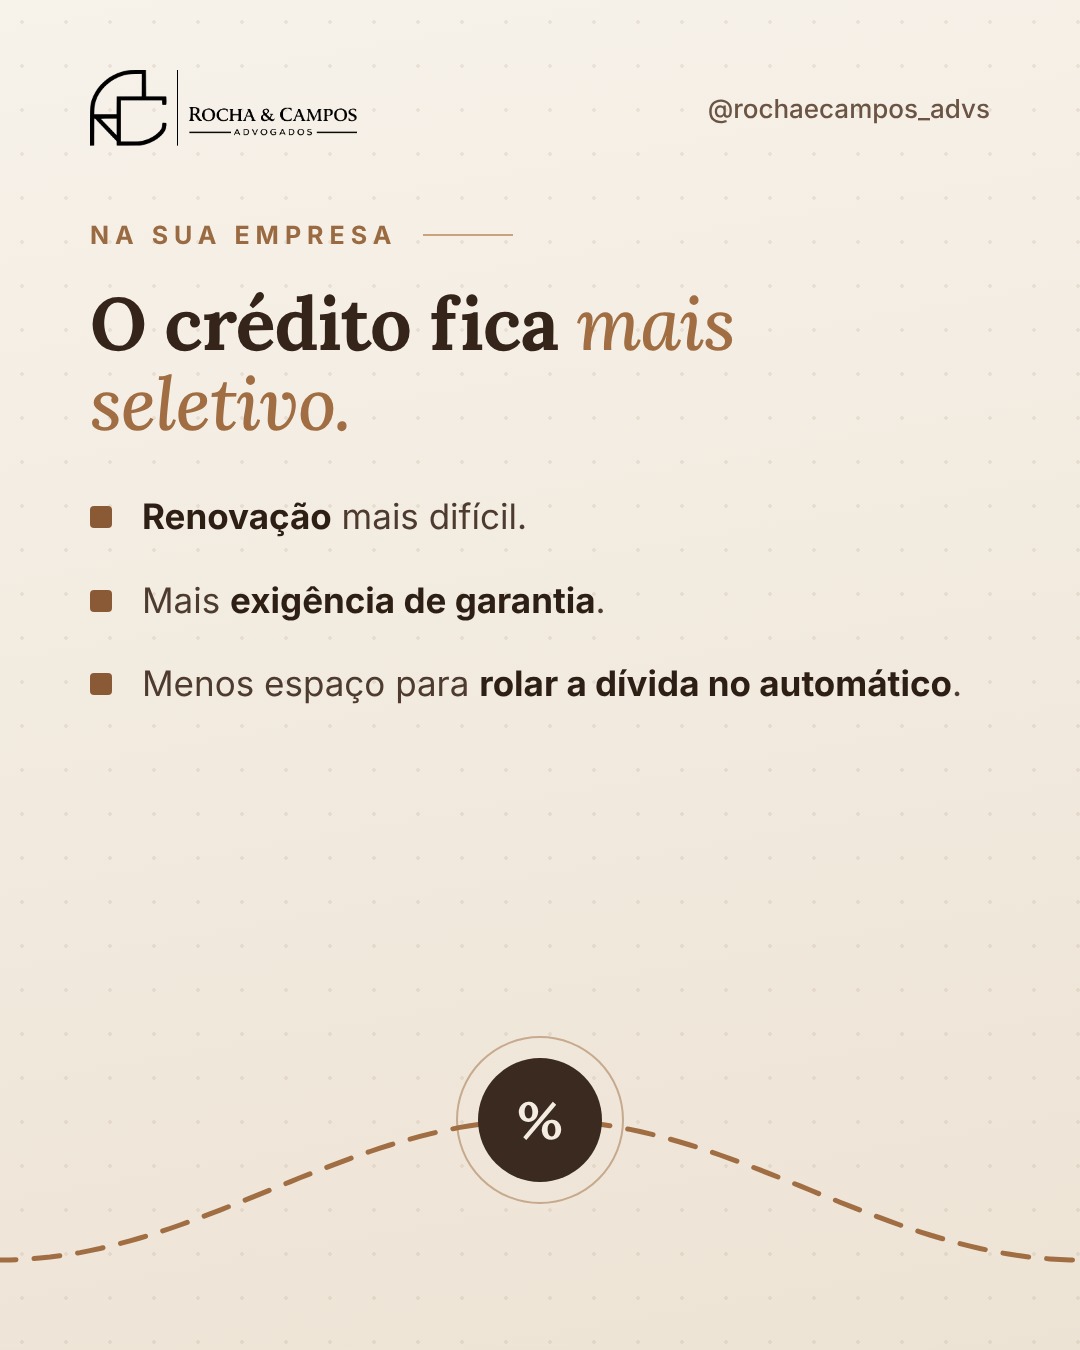 ROCHA & CAMPOS
ADVOGADOS
@rochaecampos_advs
NA SUA EMPRESA
O crédito fica mais
seletivo.
Renovação mais difícil.
Mais exigência de garantia.
Menos espaço para rolar a dívida no automático.
%